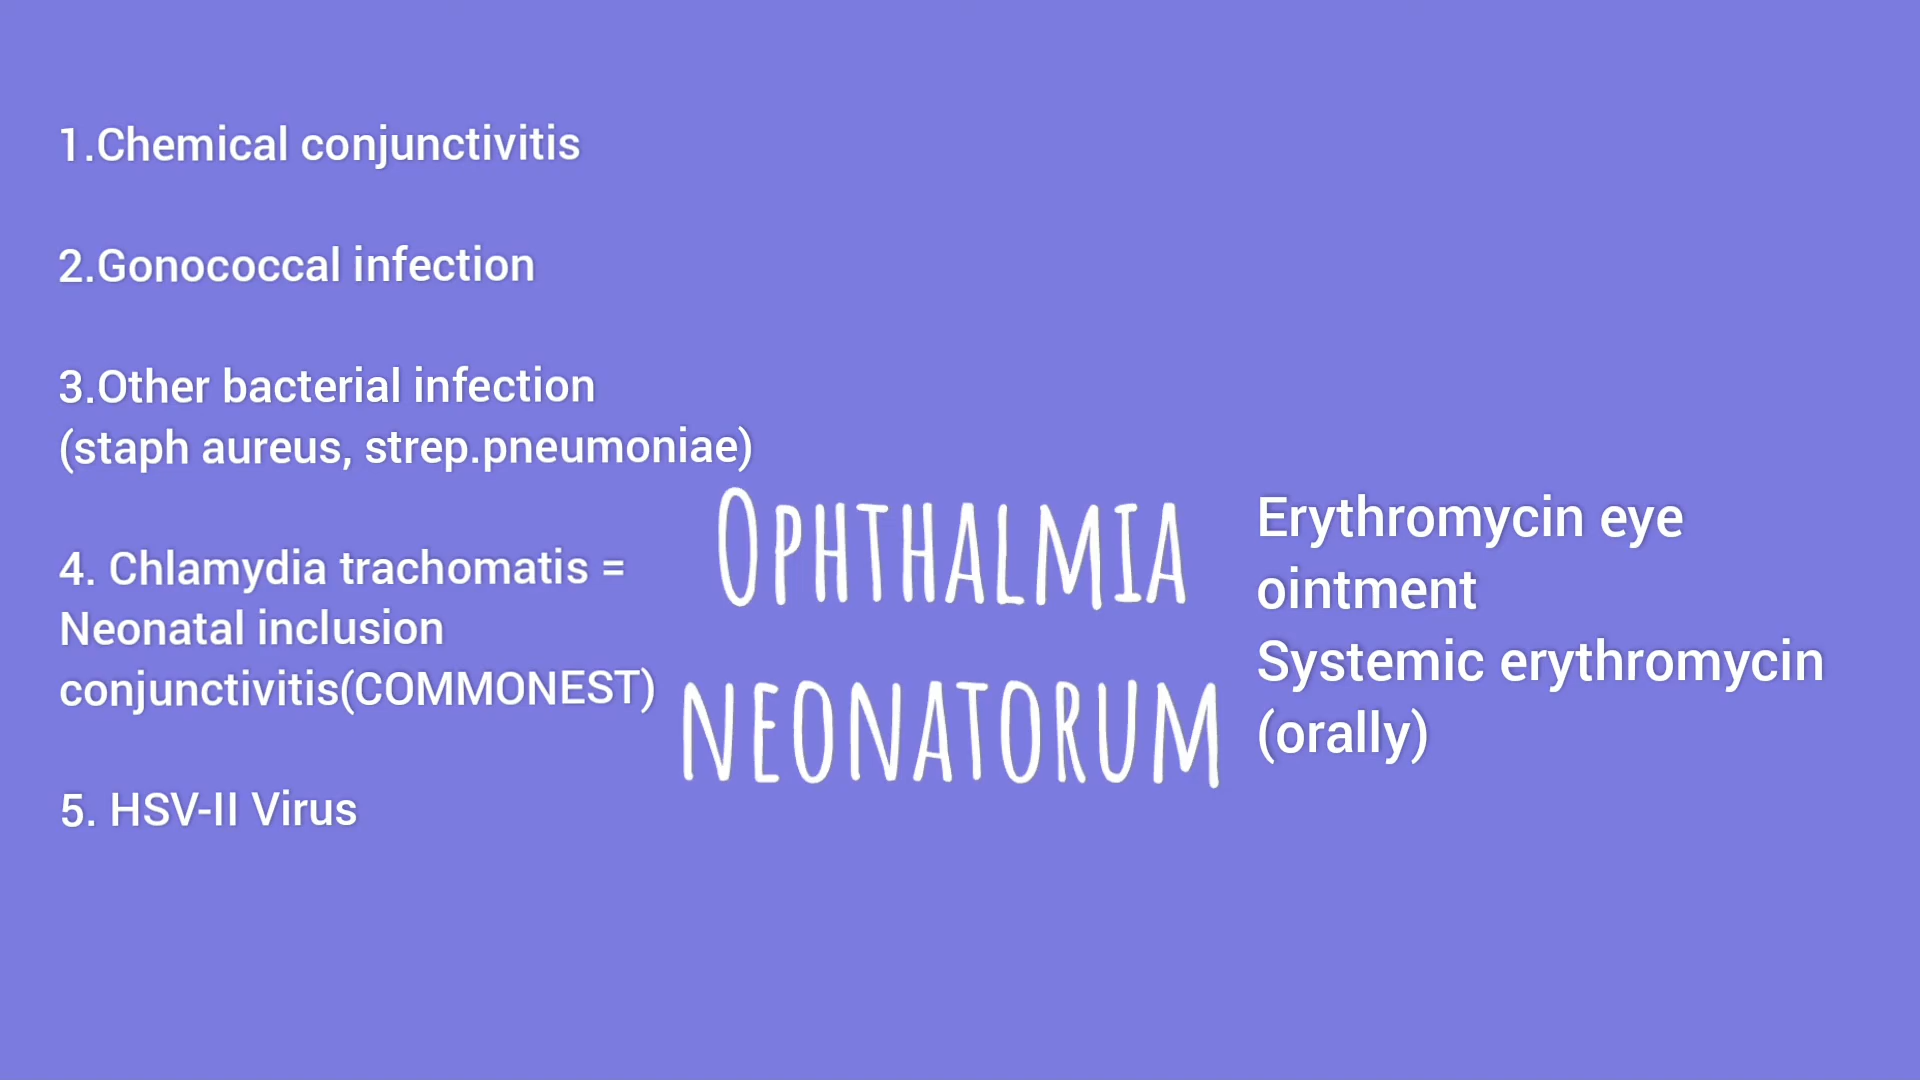 1.Chemical conjunctivitis
2.Gonococcal infection
3.Other bacterial infection
(staph aureus, strep.pneumoniae)
4. Chlamydia trachomatis =
Neonatal inclusion
conjunctivitis(COMMONEST)
5. HSV-II Virus
OPHTHALMIA
NEONATORUM
Erythromycin eye
ointment
Systemic erythromycin
(orally)